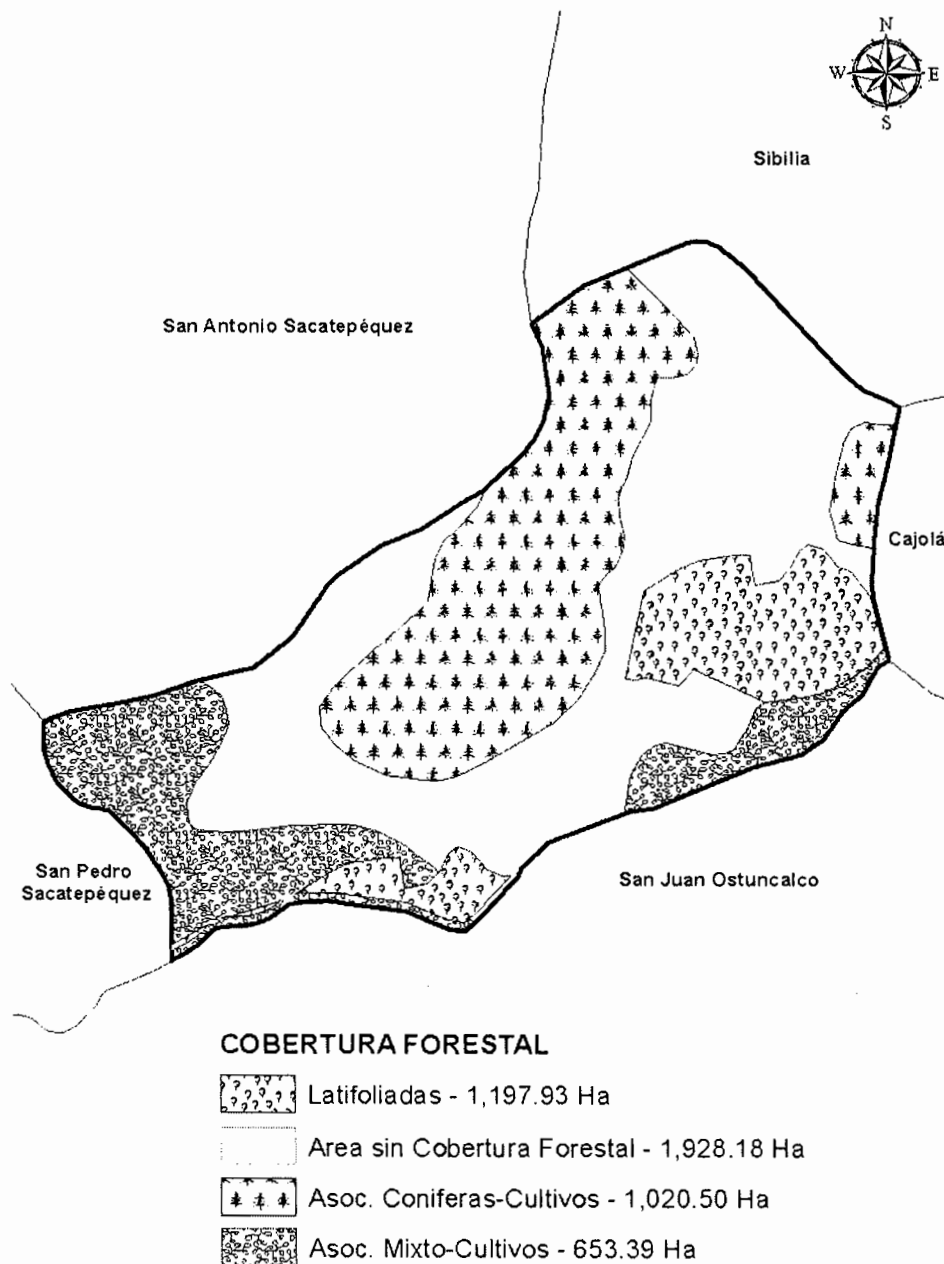 N
W E
S
Sibilia
San Antonio Sacatepéquez
Cajolá
San Pedro
Sacatepéquez
San Juan Ostuncalco
COBERTURA FORESTAL
Latifoliadas - 1,197.93 Ha
Area sin Cobertura Forestal - 1,928.18 Ha
Asoc. Coniferas-Cultivos - 1,020.50 Ha
Asoc. Mixto-Cultivos - 653.39 Ha